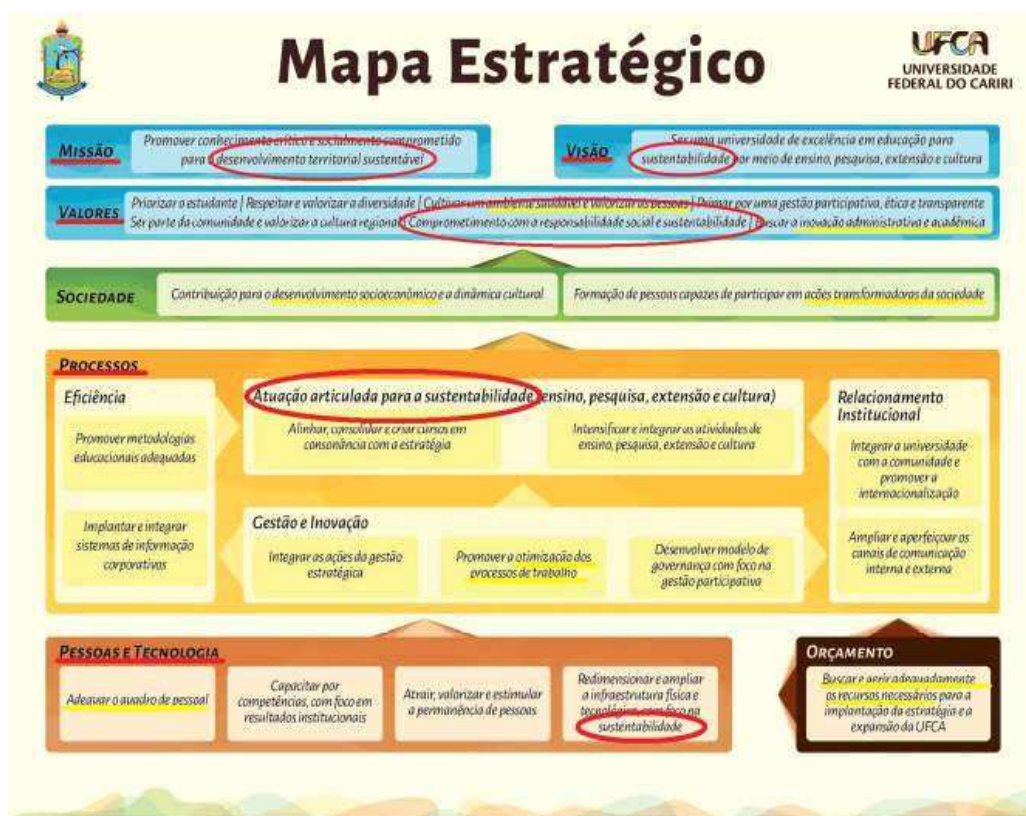 Mapa Estratégico
UFCA
UNIVERSIDADE
FEDERAL DO CARIRI
MISSÃO
Promover conhecimento crítico e socialmente comprometido
para o desenvolvimento territorial sustentável
VISÃO
Ser uma universidade de excelência em educação para
sustentabilidade por meio de ensino, pesquisa, extensão e cultura
VALORES
Priorizar o estudante | Respeitar e valorizar a diversidade | Cultivar um ambiente saudável e valorizar as pessoas | Primar por uma gestão participativa, ética e transparente
Ser parte da comunidade e valorizar a cultura regional | Comprometimento com a responsabilidade social e sustentabilidade | Buscar a inovação administrativa e acadêmica
SOCIEDADE
Contribuição para o desenvolvimento socioeconômico e a dinâmica cultural
Formação de pessoas capazes de participar em ações transformadoras da sociedade
PROCESSOS
Eficiência
Promover metodologias
educacionais adequadas
Implantar e integrar
sistemas de informação
corporativos
Atuação articulada para a sustentabilidade (ensino, pesquisa, extensão e cultura)
Alinhar, consolidar e criar cursos em
consonância com a estratégia
Intensificar e integrar as atividades de
ensino, pesquisa, extensão e cultura
Gestão e Inovação
Integrar as ações da gestão
estratégica
Promover a otimização dos
processos de trabalho
Desenvolver modelo de
governança com foco na
gestão participativa
Relacionamento
Institucional
Integrar a universidade
com a comunidade e
promover a
internacionalização
Ampliar e aperfeiçoar os
canais de comunicação
interna e externa
PESSOAS E TECNOLOGIA
Adequar o quadro de pessoal
Capacitar por
competências, com foco em
resultados institucionais
Atrair, valorizar e estimular
a permanência de pessoas
Redimensionar e ampliar
a infraestrutura física e
tecnológica, com foco na
sustentabilidade
ORÇAMENTO
Buscar e gerir adequadamente
os recursos necessários para a
implantação da estratégia e a
expansão da UFCA